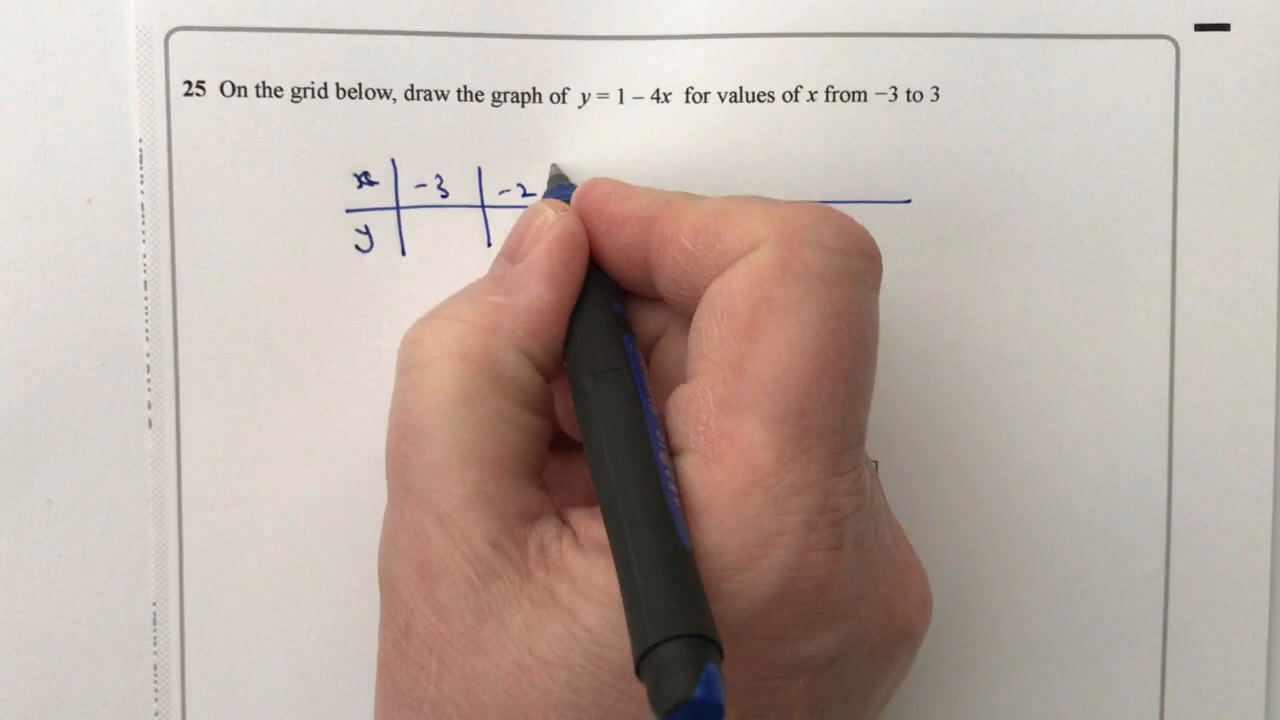 25 On the grid below, draw the graph of y = 1 – 4x for values of x from −3 to 3
x -3 -2
y